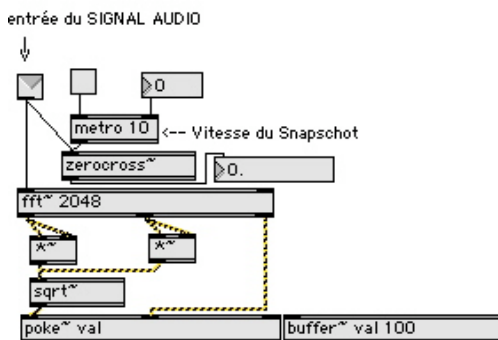 entrée du SIGNAL AUDIO
0
metro 10 <-- Vitesse du Snapschot
zerocross~ 0.
fft~ 2048
*~ *~
sqrt~
poke~ val buffer~ val 100